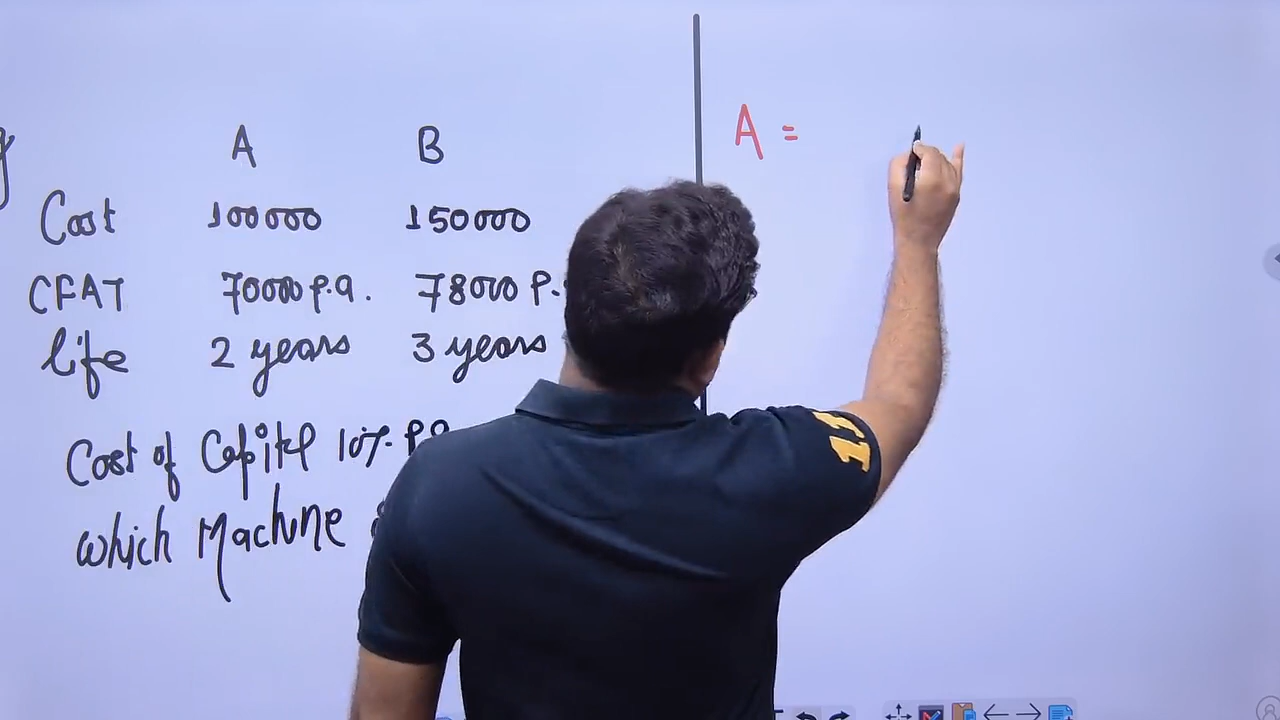 A B
Cost 100000 150000
CFAT 70000 P.a. 78000 P.
life 2 years 3 years
Cost of Capital 10% P.a
which Machine
A =
11